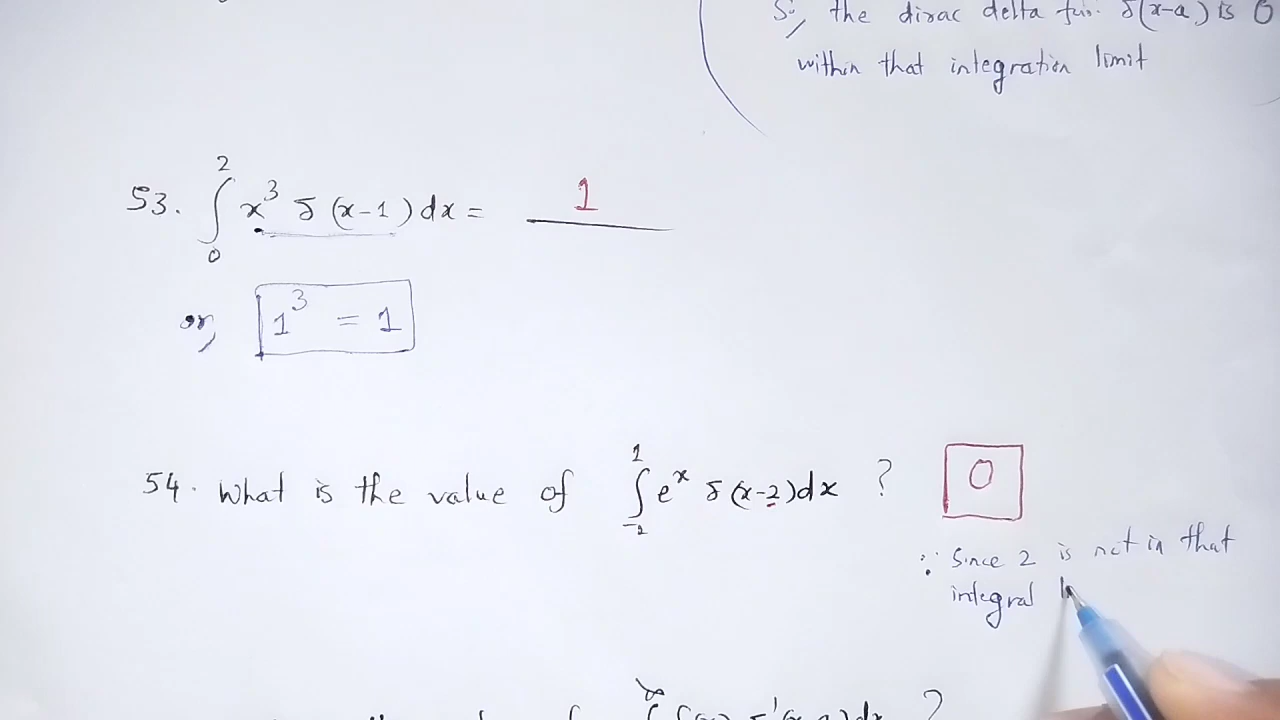 So, the dirac delta fun. δ(x-a) is 0
within that integration limit
53. ∫₀² x³ δ(x-1)dx = 1
or, 1³ = 1
54. What is the value of ∫₋₁¹ eˣ δ(x-2)dx ? 0
∵ Since 2 is not in that
integral